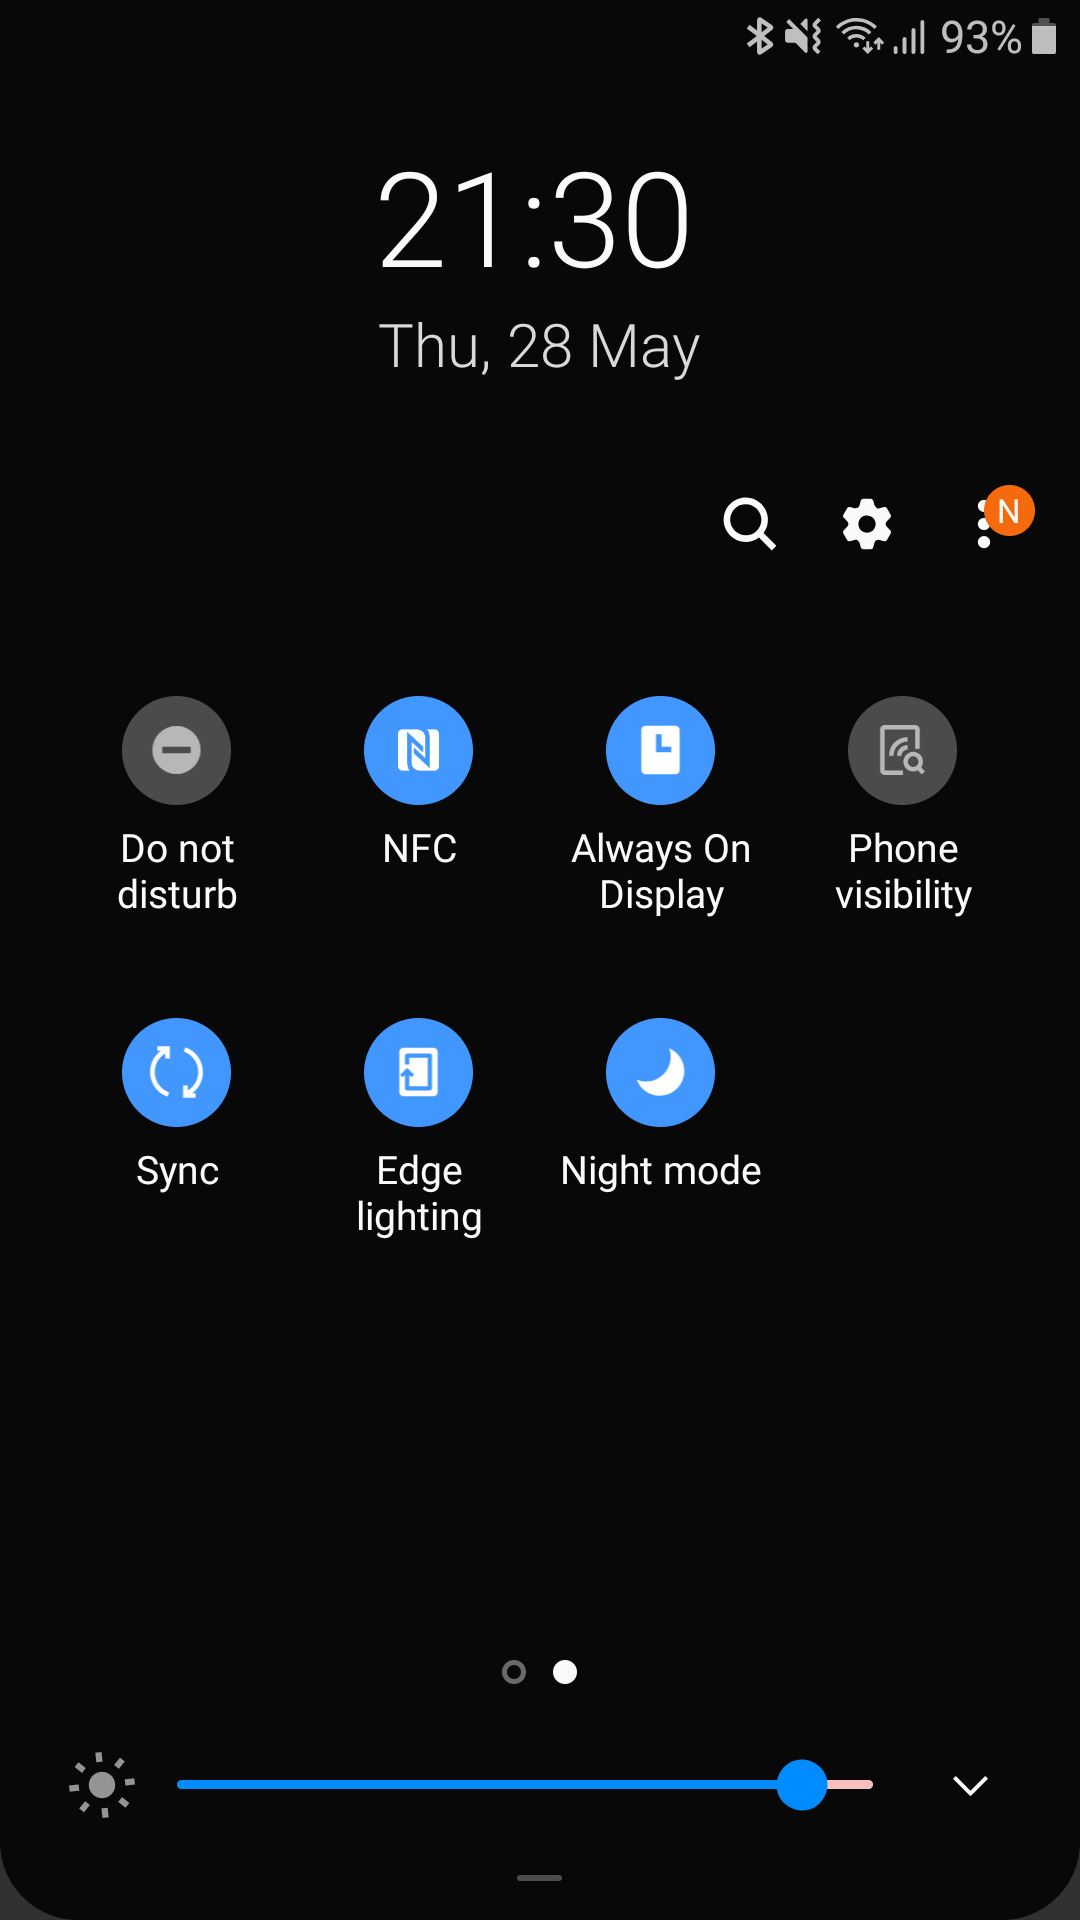 93%
21:30
Thu, 28 May
N
Do not
disturb
NFC
Always On
Display
Phone
visibility
Sync
Edge
lighting
Night mode